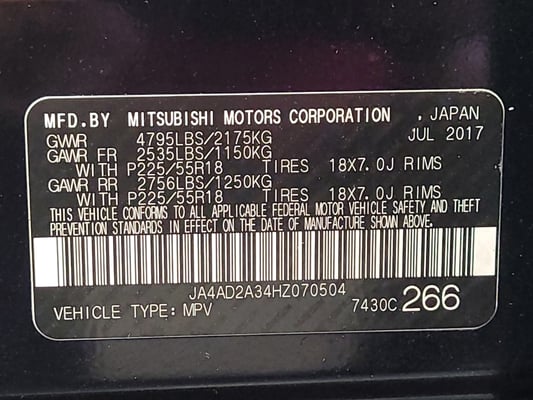 MFD.BY MITSUBISHI MOTORS CORPORATION , JAPAN
GVWR 4795LBS/2175KG JUL 2017
GAWR FR 2535LBS/1150KG
WITH P225/55R18 TIRES 18X7.0J RIMS
GAWR RR 2756LBS/1250KG
WITH P225/55R18 TIRES 18X7.0J RIMS
THIS VEHICLE CONFORMS TO ALL APPLICABLE FEDERAL MOTOR VEHICLE SAFETY AND THEFT
PREVENTION STANDARDS IN EFFECT ON THE DATE OF MANUFACTURE SHOWN ABOVE.
JA4AD2A34HZ070504
VEHICLE TYPE: MPV 7430C 266